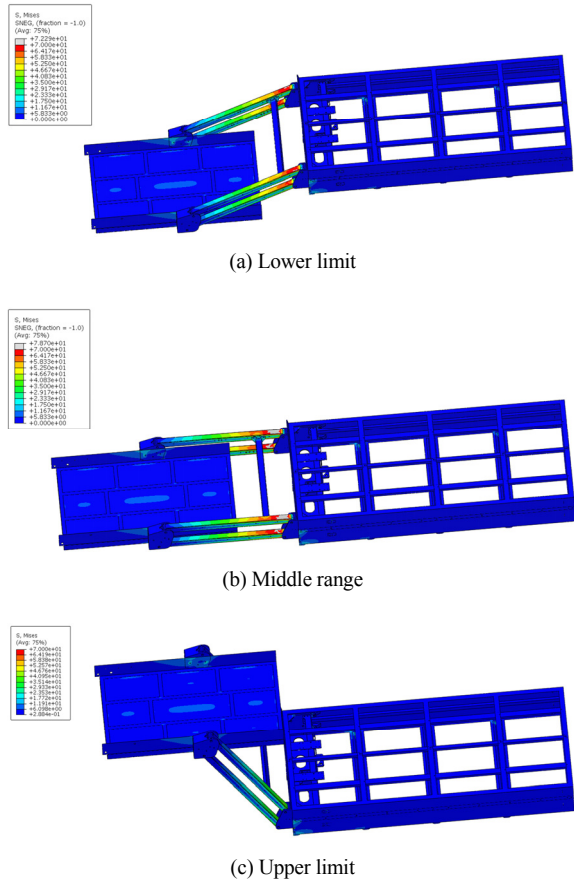 S, Mises
SNEG, (fraction = -1.0)
(Avg: 75%)
+7.229e+01
+7.000e+01
+6.417e+01
+5.833e+01
+5.250e+01
+4.667e+01
+4.083e+01
+3.500e+01
+2.917e+01
+2.333e+01
+1.750e+01
+1.167e+01
+5.833e+00
+0.000e+00
(a) Lower limit
S, Mises
SNEG, (fraction = -1.0)
(Avg: 75%)
+7.870e+01
+7.000e+01
+6.417e+01
+5.833e+01
+5.250e+01
+4.667e+01
+4.083e+01
+3.500e+01
+2.917e+01
+2.333e+01
+1.750e+01
+1.167e+01
+5.833e+00
+0.000e+00
(b) Middle range
S, Mises
(Avg: 75%)
+7.000e+01
+6.419e+01
+5.838e+01
+5.257e+01
+4.676e+01
+4.095e+01
+3.514e+01
+2.933e+01
+2.353e+01
+1.772e+01
+1.191e+01
+6.098e+00
+2.884e-01
(c) Upper limit